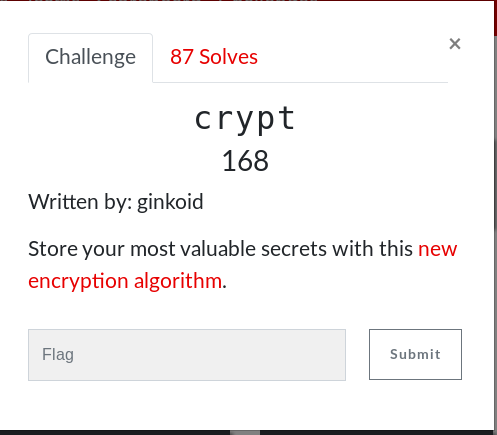 Challenge
87 Solves
×
crypt
168
Written by: ginkoid
Store your most valuable secrets with this new
encryption algorithm.
Flag
Submit